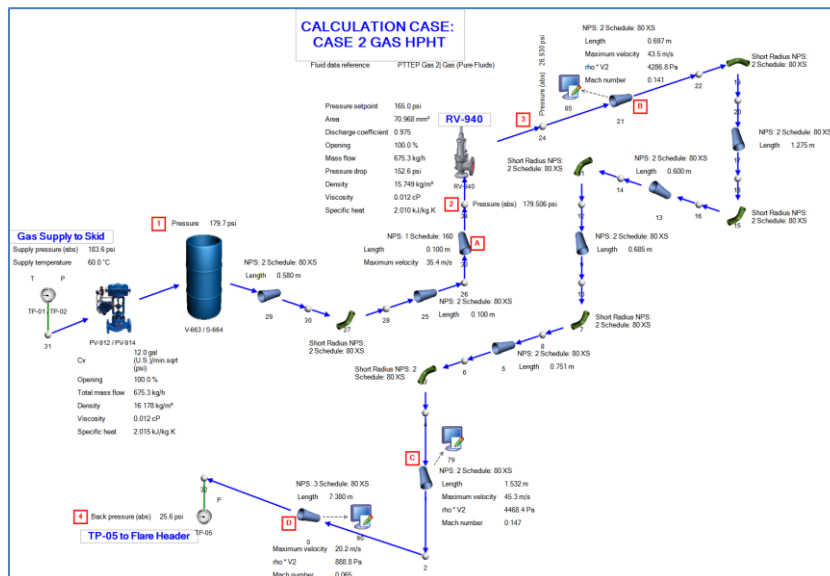 CALCULATION CASE:
CASE 2 GAS HPHT
Fluid data reference PTTEP Gas 2| Gas (Pure Fluids)
Pressure setpoint 165.0 psi
Area 70.968 mm²
Discharge coefficient 0.975
Opening 100.0 %
Mass flow 675.3 kg/h
Pressure drop 152.6 psi
Density 15.749 kg/m³
Viscosity 0.012 cP
Specific heat 2.010 kJ/kg K
RV-940
RV-940
3
Pressure (abs) 26.930 psi
24
85
NPS: 2 Schedule: 80 XS
Length 0.697 m
Maximum velocity 43.5 m/s
rho * V2 4286.8 Pa
Mach number 0.141
B
21
22
Short Radius NPS:
2 Schedule: 80 XS
19
20
NPS: 2 Schedule: 80 XS
Length 1.275 m
17
18
Short Radius NPS:
2 Schedule: 80 XS
15
16
NPS: 2 Schedule: 80 XS
Length 0.600 m
13
14
Short Radius NPS:
2 Schedule: 80 XS
11
12
NPS: 2 Schedule: 80 XS
Length 0.685 m
9
10
Short Radius NPS:
2 Schedule: 80 XS
7
8
NPS: 2 Schedule: 80 XS
Length 0.751 m
5
6
Short Radius NPS: 2
Schedule: 80 XS
2 Pressure (abs) 179.506 psi
NPS: 1 Schedule: 160
Length 0.100 m
Maximum velocity 35.4 m/s
A
26
NPS: 2 Schedule: 80 XS
Length 0.100 m
25
28
27
Short Radius NPS:
2 Schedule: 80 XS
30
29
NPS: 2 Schedule: 80 XS
Length 0.580 m
1 Pressure 179.7 psi
V-663 / S-664
Gas Supply to Skid
Supply pressure (abs) 183.6 psi
Supply temperature 60.0 °C
T P
TP-01 / TP-02
31
PV-912 / PV-914
Cv 12.0 gal (U.S.)/min.sqrt (psi)
Opening 100.0 %
Total mass flow 675.3 kg/h
Density 16.178 kg/m³
Viscosity 0.012 cP
Specific heat 2.015 kJ/kg K
C
79
NPS: 2 Schedule: 80 XS
Length 1.532 m
Maximum velocity 45.3 m/s
rho * V2 4468.4 Pa
Mach number 0.147
1
2
NPS: 3 Schedule: 80 XS
Length 7.380 m
D
0
90
Maximum velocity 20.2 m/s
rho * V2 888.8 Pa
Mach number 0.065
32
P
4 Back pressure (abs) 25.6 psi
TP-05
TP-05 to Flare Header